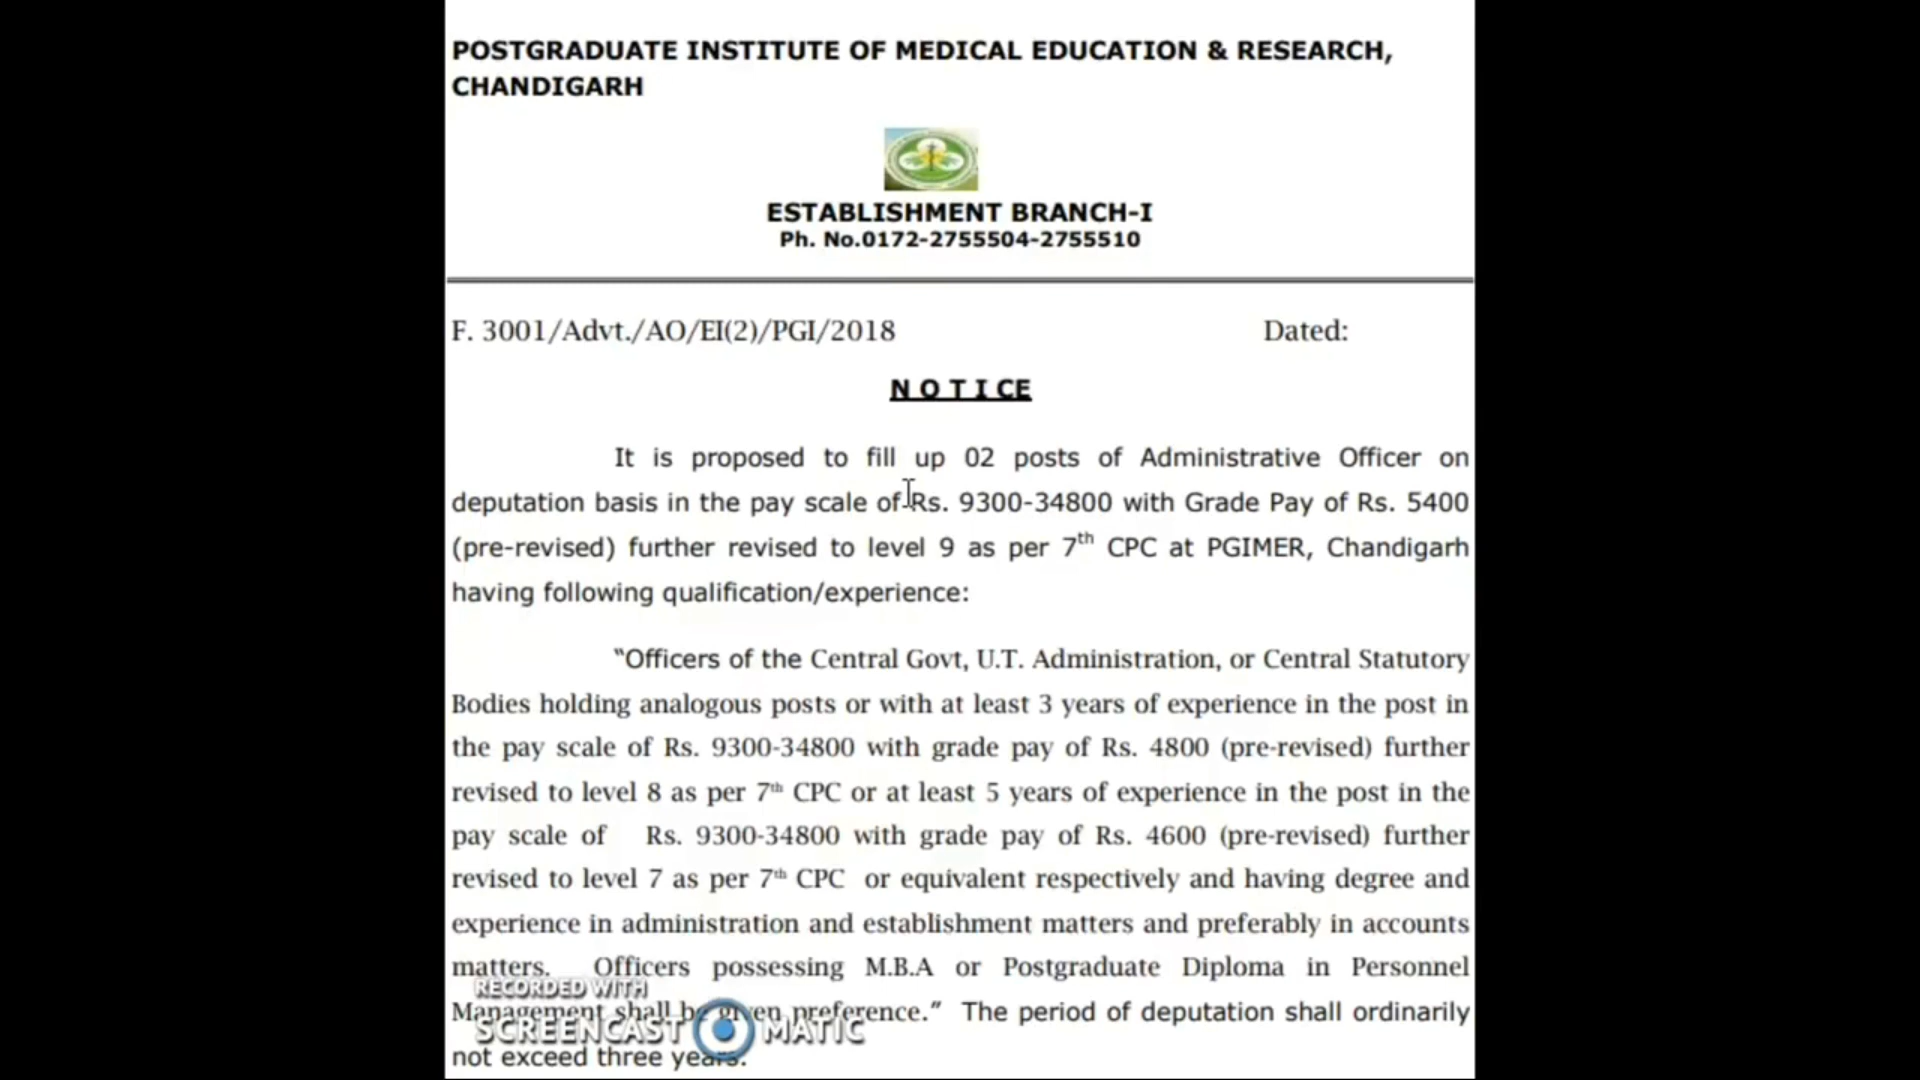 POSTGRADUATE INSTITUTE OF MEDICAL EDUCATION & RESEARCH,
CHANDIGARH
ESTABLISHMENT BRANCH-I
Ph. No.0172-2755504-2755510
F. 3001/Advt./AO/EI(2)/PGI/2018 Dated:
N O T I CE
It is proposed to fill up 02 posts of Administrative Officer on
deputation basis in the pay scale of Rs. 9300-34800 with Grade Pay of Rs. 5400
(pre-revised) further revised to level 9 as per 7th CPC at PGIMER, Chandigarh
having following qualification/experience:
“Officers of the Central Govt, U.T. Administration, or Central Statutory
Bodies holding analogous posts or with at least 3 years of experience in the post in
the pay scale of Rs. 9300-34800 with grade pay of Rs. 4800 (pre-revised) further
revised to level 8 as per 7th CPC or at least 5 years of experience in the post in the
pay scale of Rs. 9300-34800 with grade pay of Rs. 4600 (pre-revised) further
revised to level 7 as per 7th CPC or equivalent respectively and having degree and
experience in administration and establishment matters and preferably in accounts
matters. Officers possessing M.B.A or Postgraduate Diploma in Personnel
Management shall be given preference.” The period of deputation shall ordinarily
not exceed three years.
RECORDED WITH
SCREENCAST MATIC